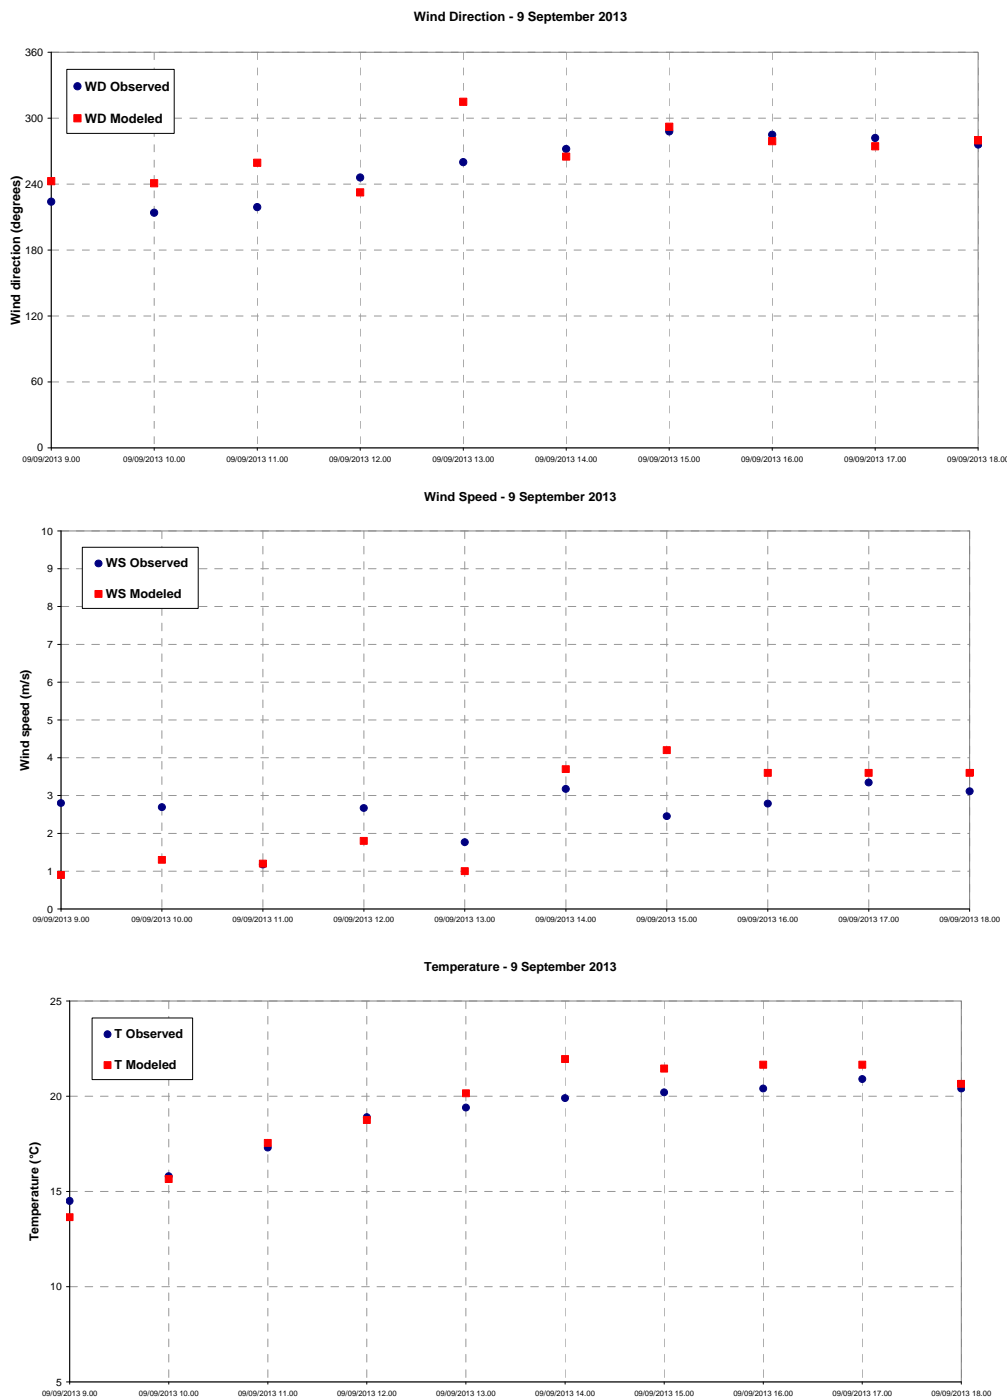 Wind Direction - 9 September 2013
360
300
240
180
120
60
0
Wind direction (degrees)
WD Observed
WD Modeled
09/09/2013 9.00 09/09/2013 10.00 09/09/2013 11.00 09/09/2013 12.00 09/09/2013 13.00 09/09/2013 14.00 09/09/2013 15.00 09/09/2013 16.00 09/09/2013 17.00 09/09/2013 18.00
Wind Speed - 9 September 2013
10
9
8
7
6
5
4
3
2
1
0
Wind speed (m/s)
WS Observed
WS Modeled
09/09/2013 9.00 09/09/2013 10.00 09/09/2013 11.00 09/09/2013 12.00 09/09/2013 13.00 09/09/2013 14.00 09/09/2013 15.00 09/09/2013 16.00 09/09/2013 17.00 09/09/2013 18.00
Temperature - 9 September 2013
25
20
15
10
5
Temperature (°C)
T Observed
T Modeled
09/09/2013 9.00 09/09/2013 10.00 09/09/2013 11.00 09/09/2013 12.00 09/09/2013 13.00 09/09/2013 14.00 09/09/2013 15.00 09/09/2013 16.00 09/09/2013 17.00 09/09/2013 18.00